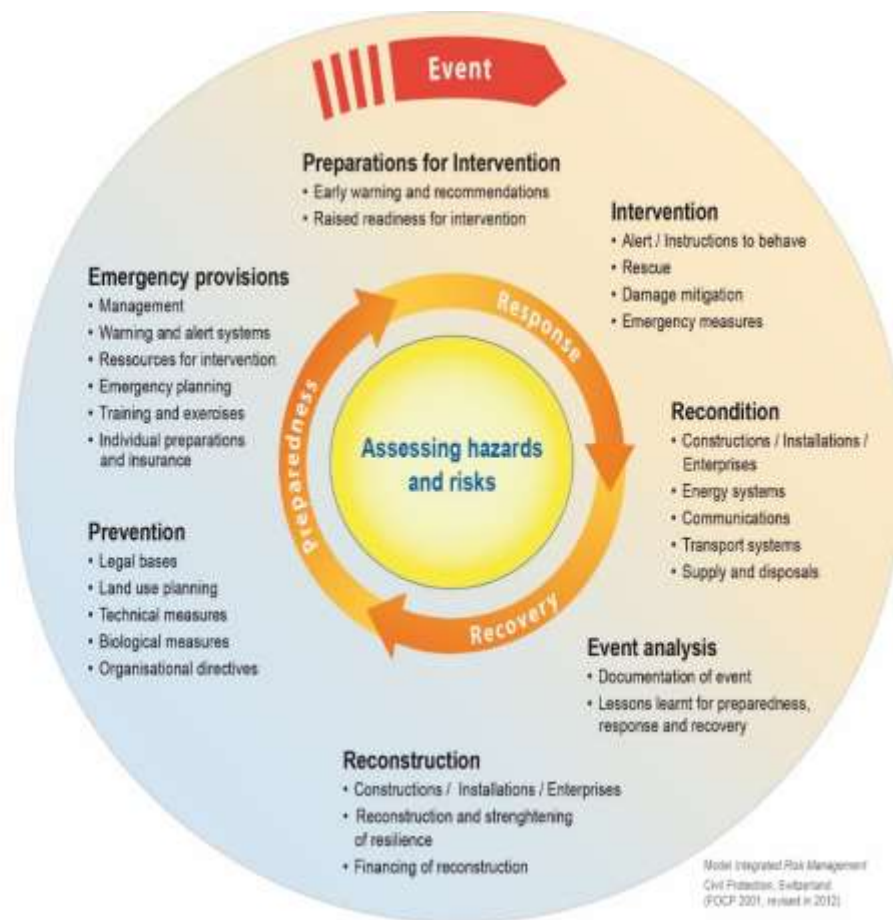 Event
Preparations for Intervention
• Early warning and recommendations
• Raised readiness for intervention
Intervention
• Alert / Instructions to behave
• Rescue
• Damage mitigation
• Emergency measures
Emergency provisions
• Management
• Warning and alert systems
• Ressources for intervention
• Emergency planning
• Training and exercises
• Individual preparations
and insurance
Response
Preparedness
Recovery
Assessing hazards
and risks
Recondition
• Constructions / Installations /
Enterprises
• Energy systems
• Communications
• Transport systems
• Supply and disposals
Prevention
• Legal bases
• Land use planning
• Technical measures
• Biological measures
• Organisational directives
Event analysis
• Documentation of event
• Lessons learnt for preparedness,
response and recovery
Reconstruction
• Constructions / Installations / Enterprises
• Reconstruction and strenghtening
of resilience
• Financing of reconstruction
Model Integrated Risk Management
Civil Protection, Switzerland
(FOCP 2001, revised in 2012)